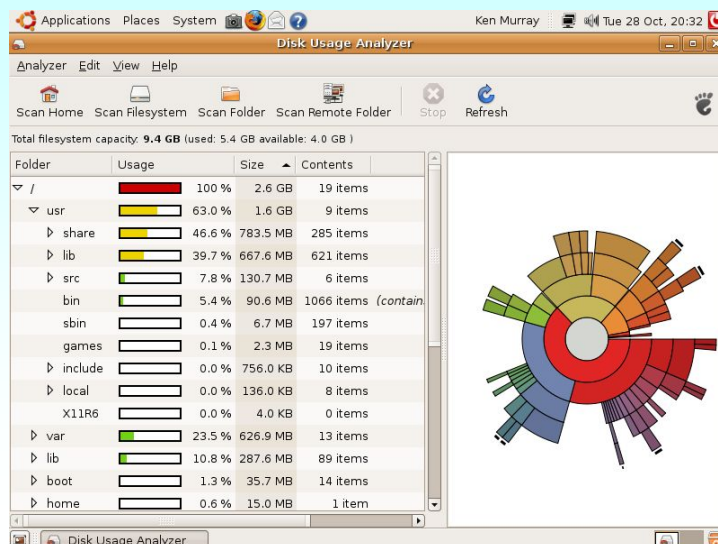 Applications Places System Ken Murray Tue 28 Oct, 20:32
Disk Usage Analyzer
Analyzer Edit View Help
Scan Home Scan Filesystem Scan Folder Scan Remote Folder Stop Refresh
Total filesystem capacity: 9.4 GB (used: 5.4 GB available: 4.0 GB )
Folder Usage Size Contents
/ 100 % 2.6 GB 19 items
usr 63.0 % 1.6 GB 9 items
share 46.6 % 783.5 MB 285 items
lib 39.7 % 667.6 MB 621 items
src 7.8 % 130.7 MB 6 items
bin 5.4 % 90.6 MB 1066 items (contain
sbin 0.4 % 6.7 MB 197 items
games 0.1 % 2.3 MB 19 items
include 0.0 % 756.0 KB 10 items
local 0.0 % 136.0 KB 8 items
X11R6 0.0 % 4.0 KB 0 items
var 23.5 % 626.9 MB 13 items
lib 10.8 % 287.6 MB 89 items
boot 1.3 % 35.7 MB 14 items
home 0.6 % 15.0 MB 1 item
Disk Usage Analyzer